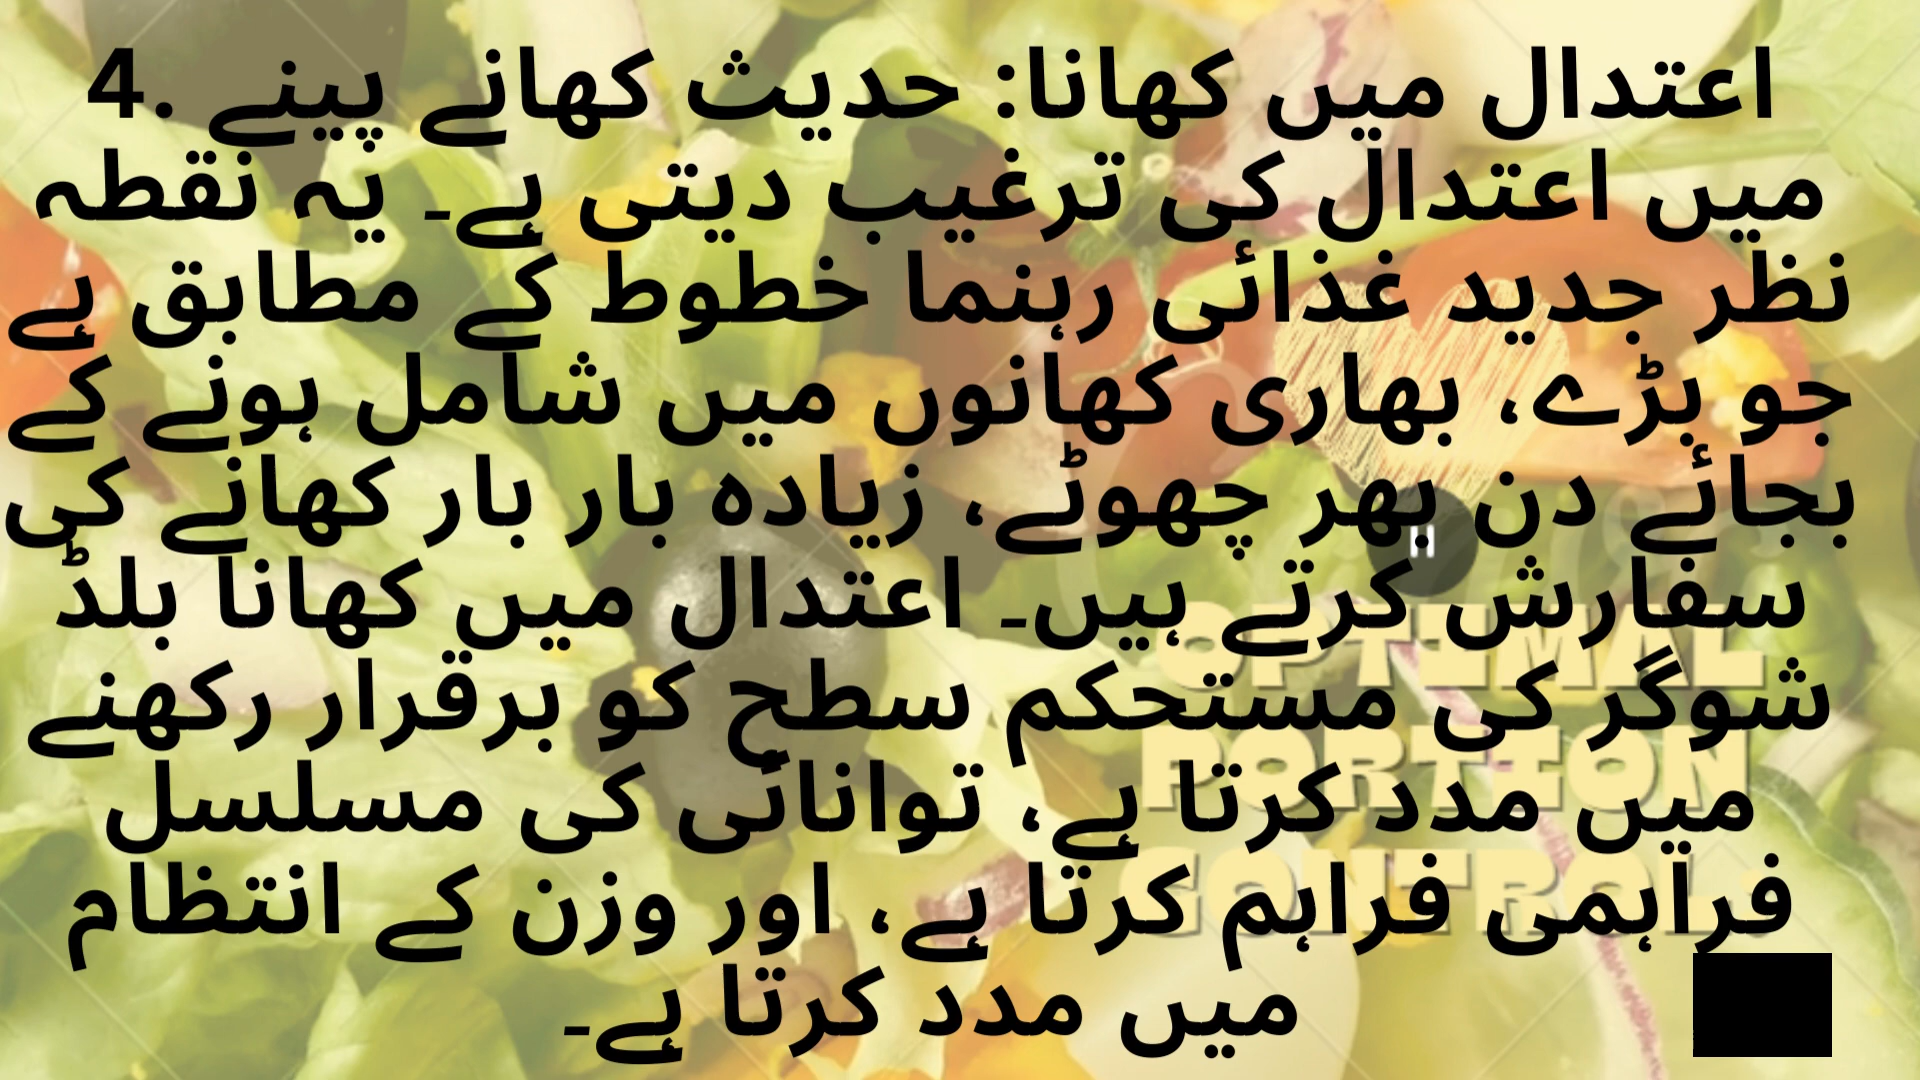 4. اعتدال میں کھانا: حدیث کھانے پینے
میں اعتدال کی ترغیب دیتی ہے۔ یہ نقطہ
نظر جدید غذائی رہنما خطوط کے مطابق ہے
جو بڑے، بھاری کھانوں میں شامل ہونے کے
بجائے دن بھر چھوٹے، زیادہ بار بار کھانے کی
سفارش کرتے ہیں۔ اعتدال میں کھانا بلڈ
شوگر کی مستحکم سطح کو برقرار رکھنے
میں مدد کرتا ہے، توانائی کی مسلسل
فراہمی فراہم کرتا ہے، اور وزن کے انتظام
میں مدد کرتا ہے۔
H
OPTIMAL
PORTION
CONTROL